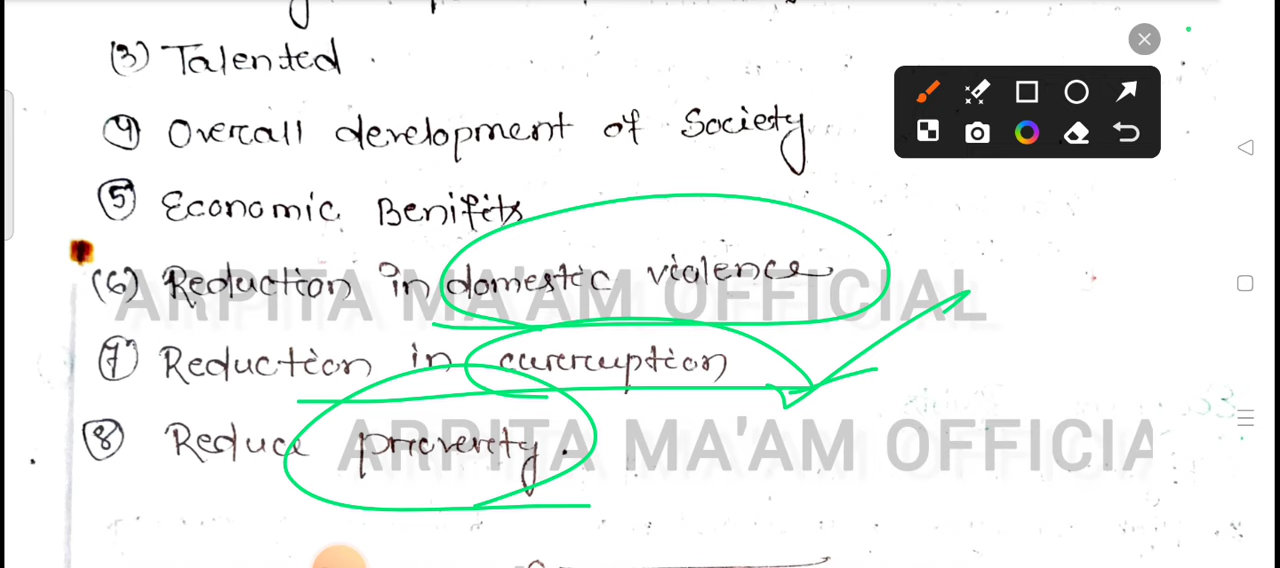 (3) Talented.
④ Overall development of Society
⑤ Economic Benifits
(6) Reduction in domestic violence
ARPITA MA'AM OFFICIAL
⑦ Reduction in currruption
⑧ Reduce prroverty.
ARPITA MA'AM OFFICIA